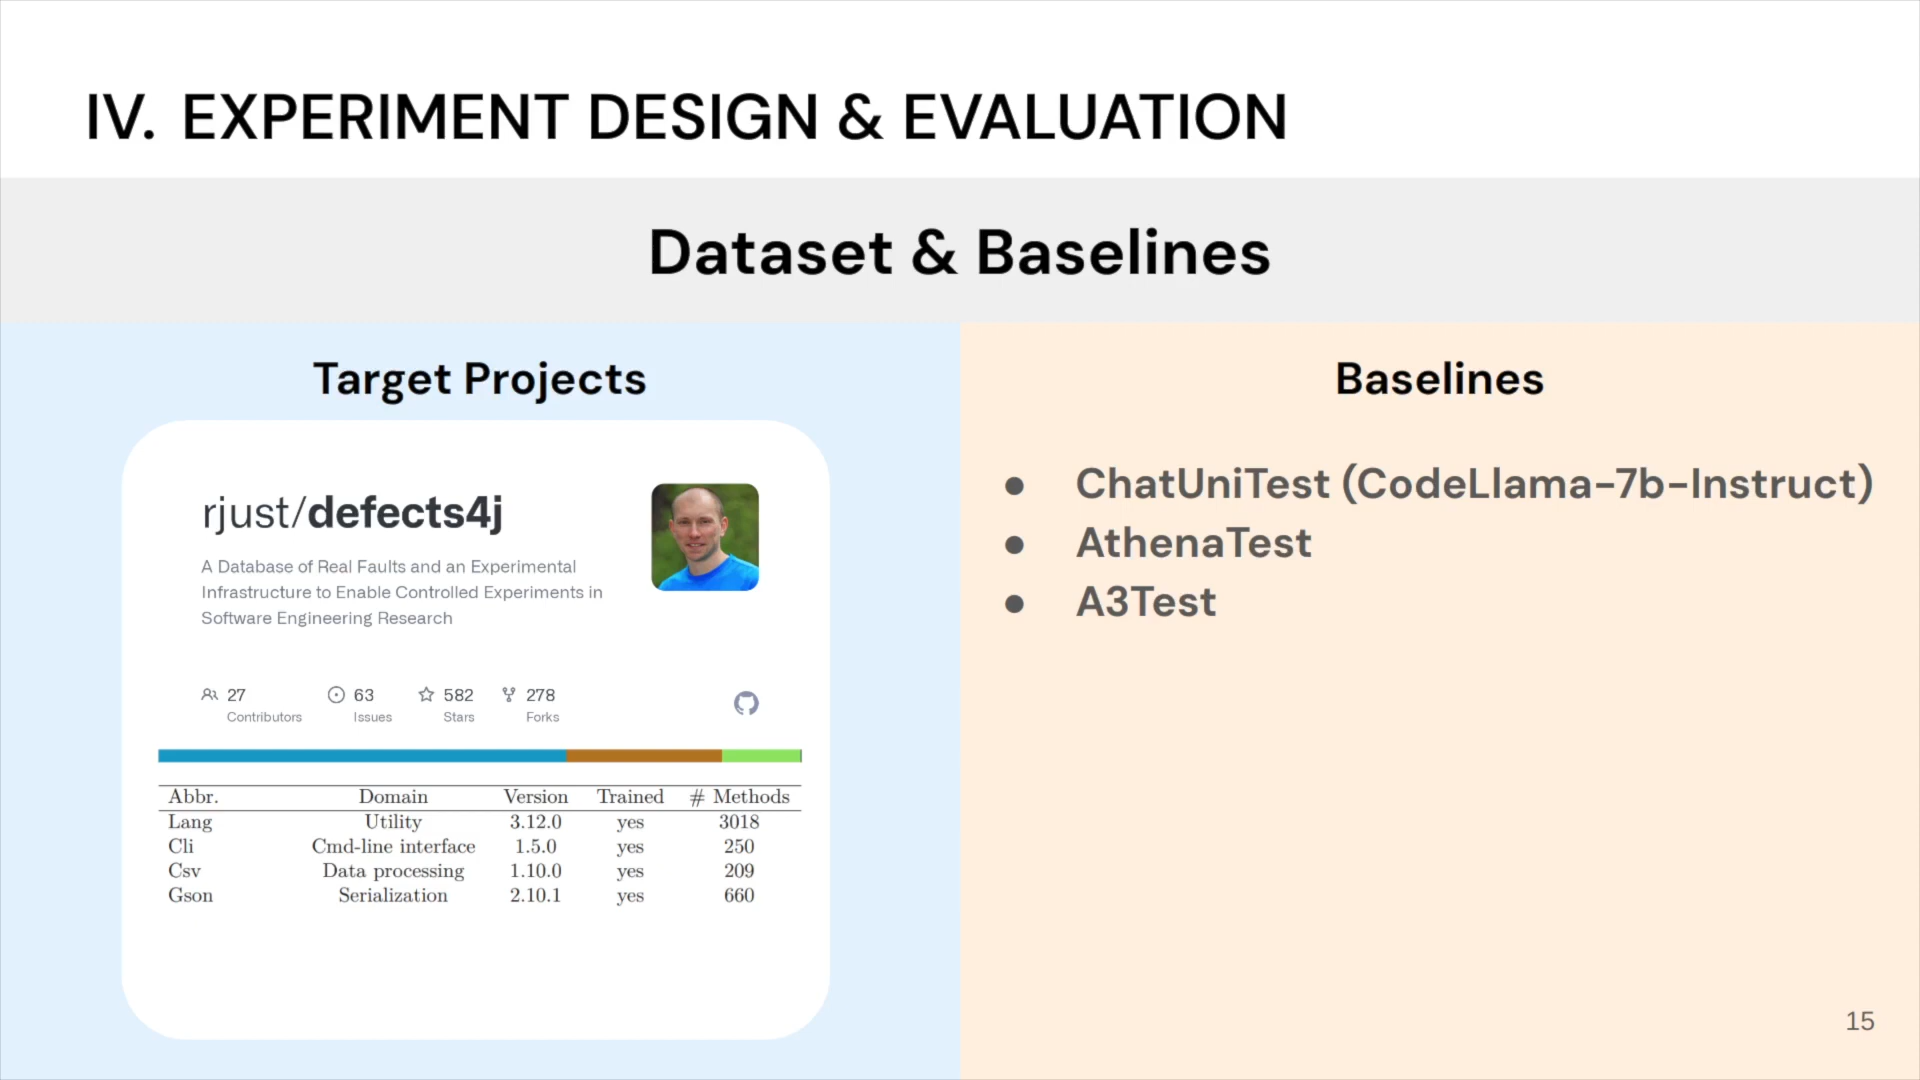 IV. EXPERIMENT DESIGN & EVALUATION
Dataset & Baselines
Target Projects
rjust/defects4j
A Database of Real Faults and an Experimental
Infrastructure to Enable Controlled Experiments in
Software Engineering Research
27 63 582 278
Contributors Issues Stars Forks
Abbr. Domain Version Trained # Methods
Lang Utility 3.12.0 yes 3018
Cli Cmd-line interface 1.5.0 yes 250
Csv Data processing 1.10.0 yes 209
Gson Serialization 2.10.1 yes 660
Baselines
● ChatUniTest (CodeLlama-7b-Instruct)
● AthenaTest
● A3Test
15